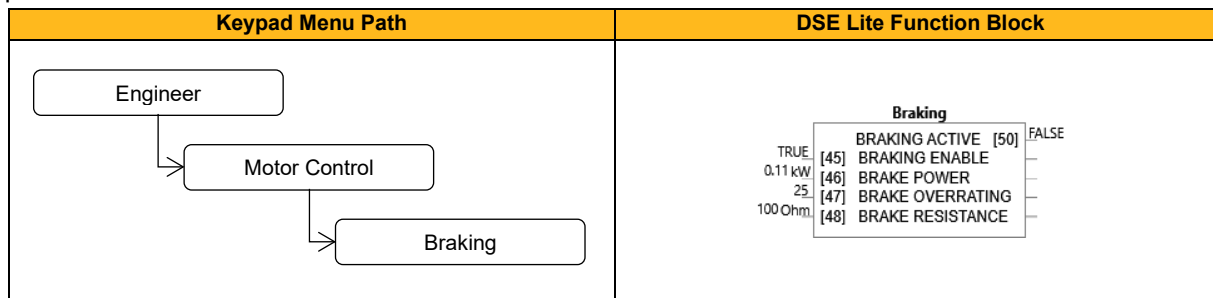 Keypad Menu Path
DSE Lite Function Block
Engineer
Motor Control
Braking
Braking
BRAKING ACTIVE [50] FALSE
TRUE [45] BRAKING ENABLE
0.11 kW [46] BRAKE POWER
25 [47] BRAKE OVERRATING
100 Ohm [48] BRAKE RESISTANCE